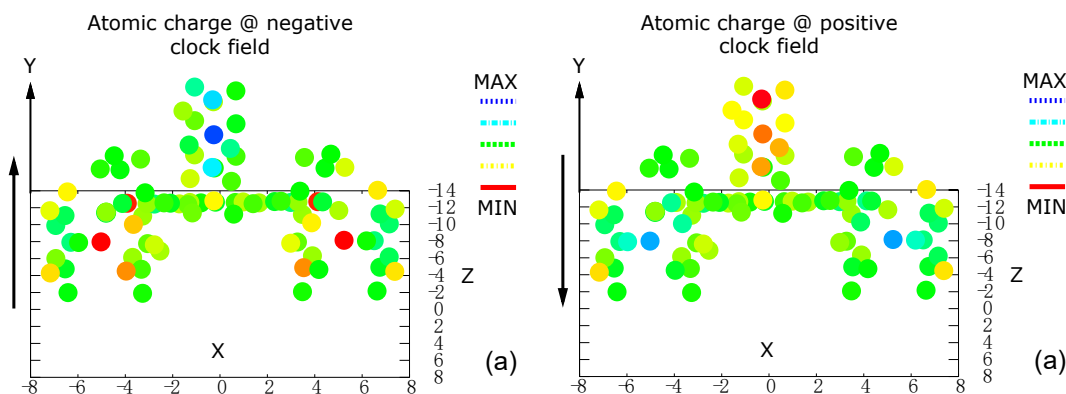 Atomic charge @ negative
clock field
Y
MAX
MIN
-14
-12
-10
-8
-6
-4
-2
0
2
4
6
8
Z
X
(a)
-8 -6 -4 -2 0 2 4 6 8
Atomic charge @ positive
clock field
Y
MAX
MIN
-14
-12
-10
-8
-6
-4
-2
0
2
4
6
8
Z
X
(a)
-8 -6 -4 -2 0 2 4 6 8